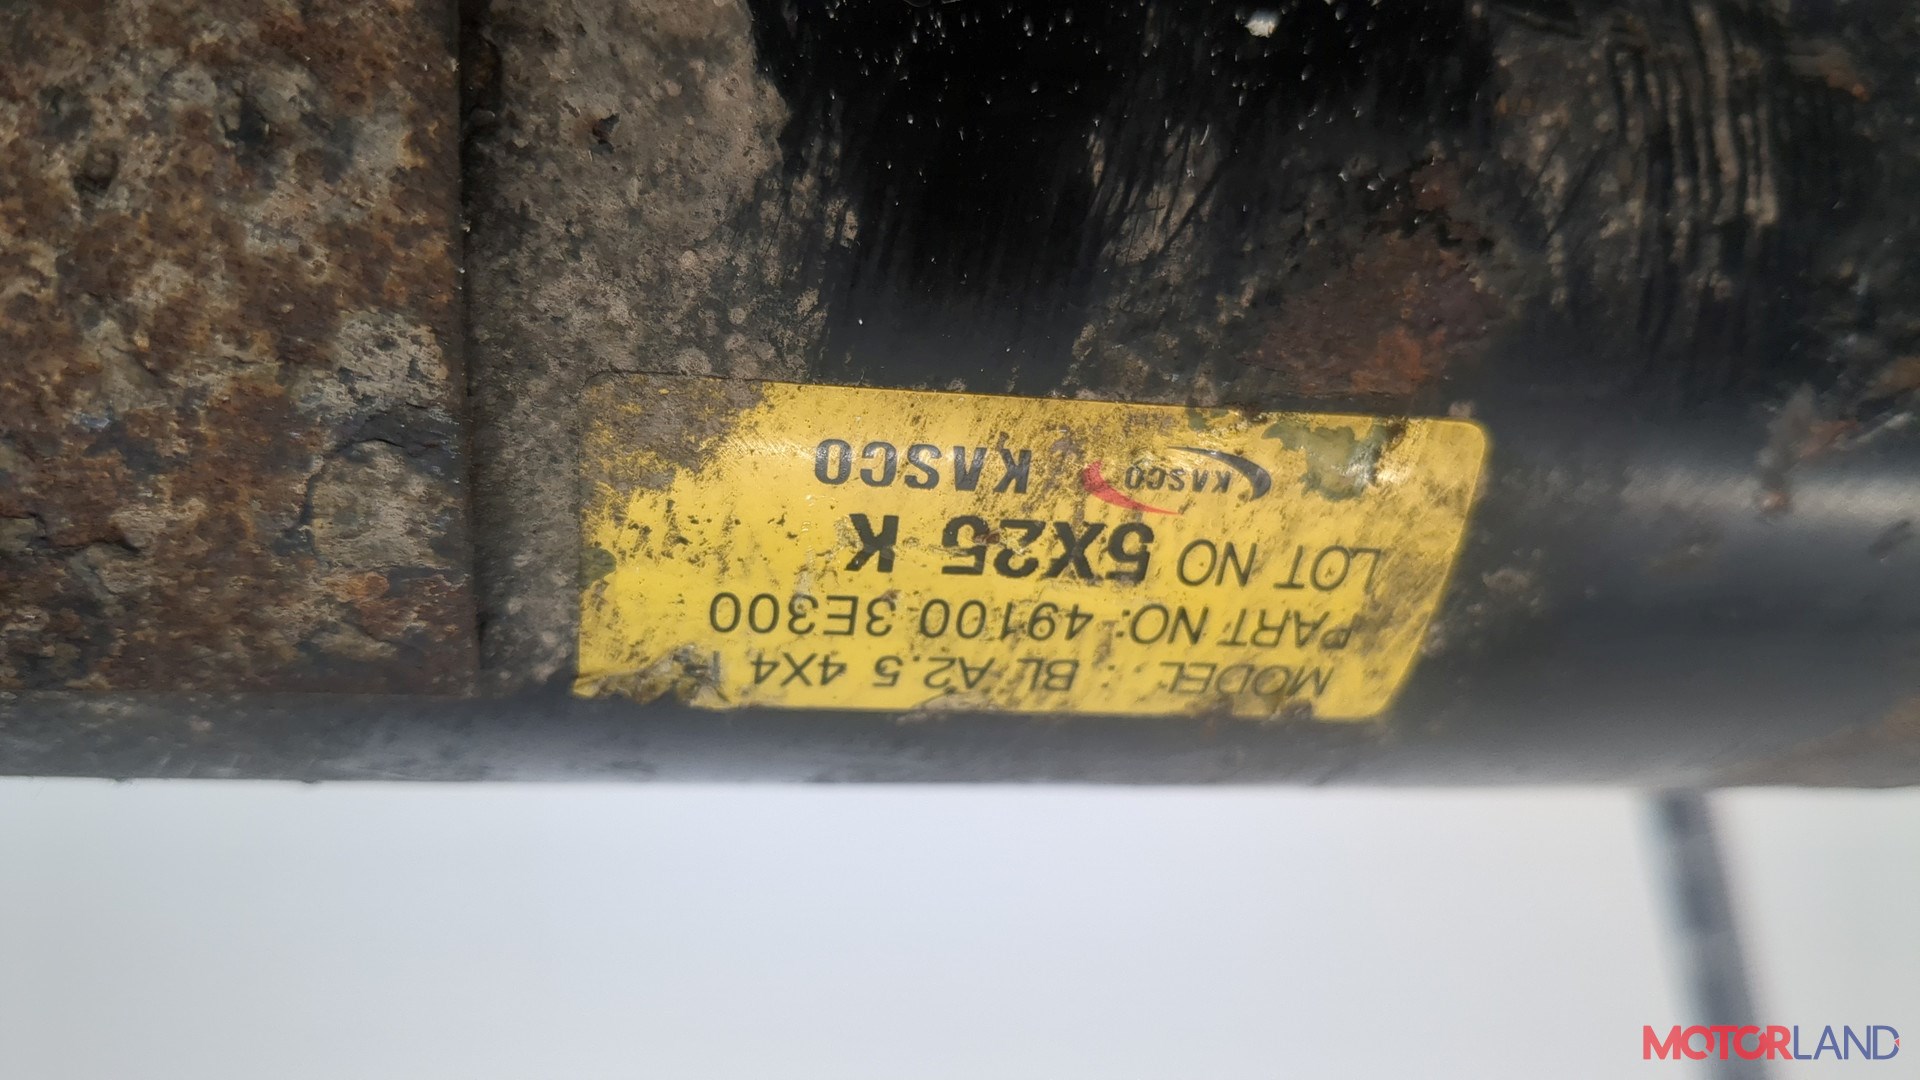 MODEL: BL A2.5 4X4
PART NO: 49100 3E300
LOT NO 5X25 K
KASCO KASCO
MOTORLAND